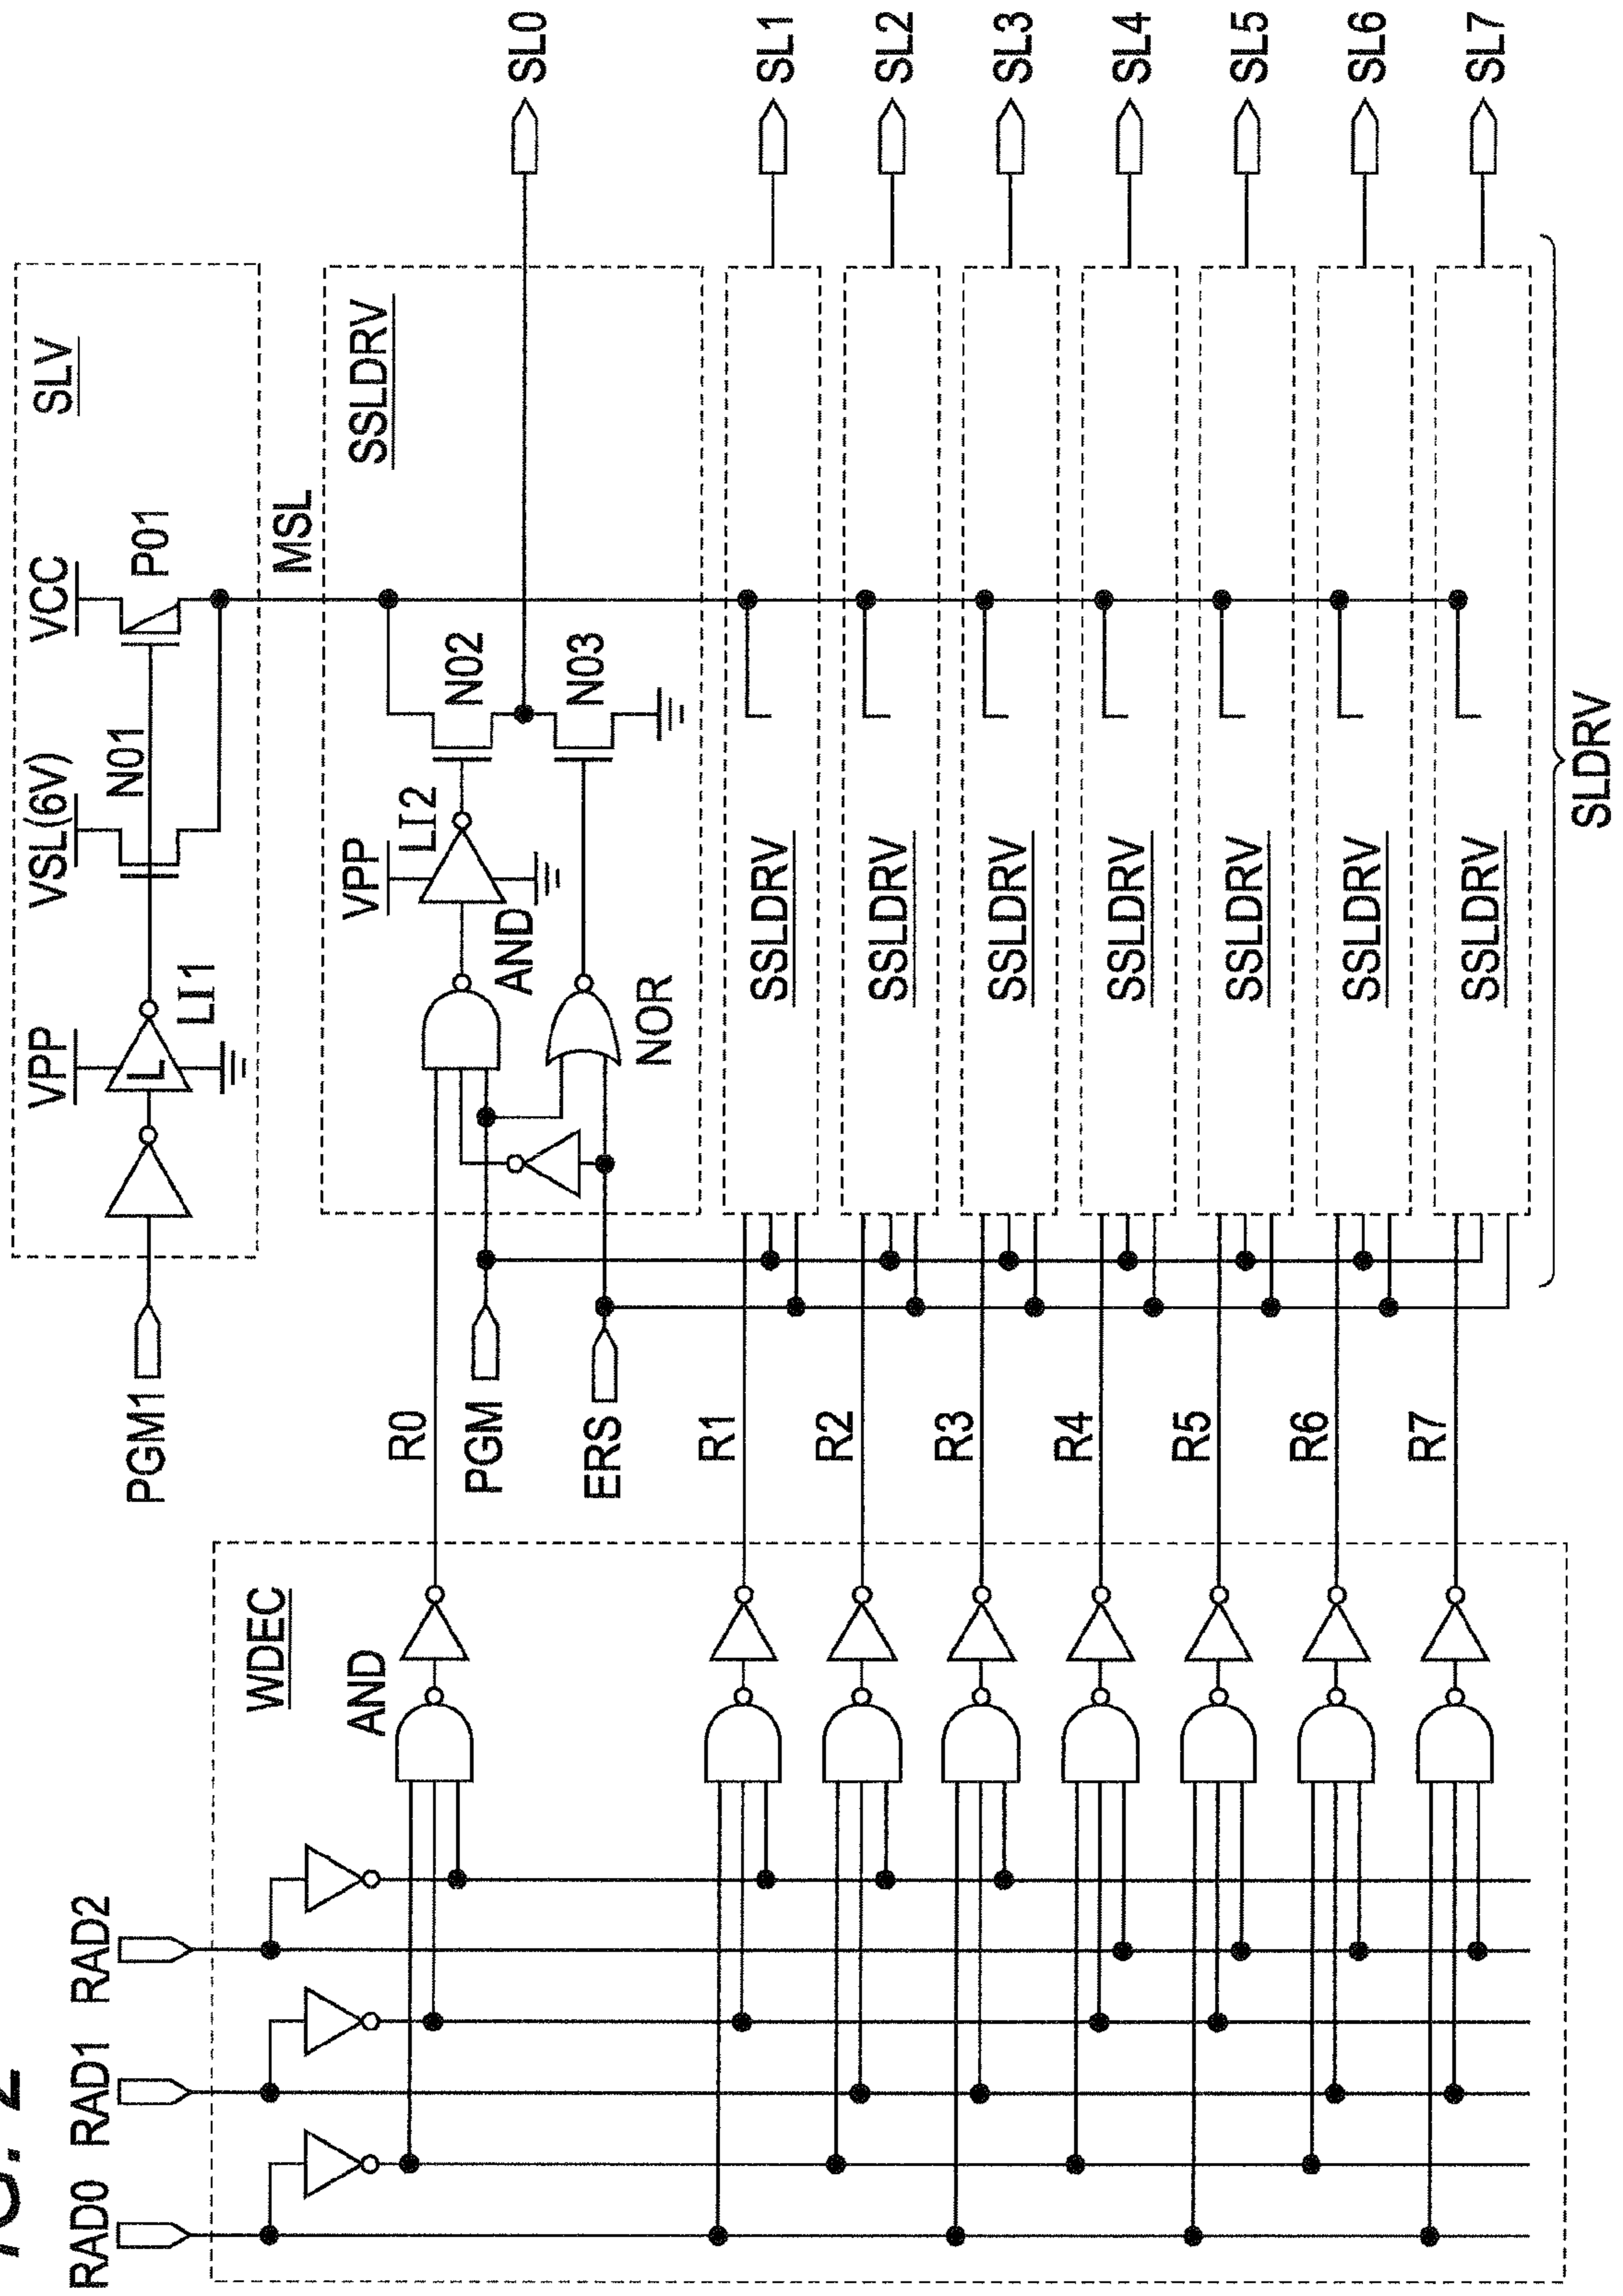 FIG. 2
RAD0
RAD1
RAD2
WDEC
AND
R0
PGM
ERS
R1
R2
R3
R4
R5
R6
R7
PGM1
SLV
VPP
LI1
VSL(6V)
N01
VCC
P01
MSL
SSLDRV
VPP
LI2
AND
NOR
N02
N03
SSLDRV
SSLDRV
SSLDRV
SSLDRV
SSLDRV
SSLDRV
SSLDRV
SLDRV
SL0
SL1
SL2
SL3
SL4
SL5
SL6
SL7
L